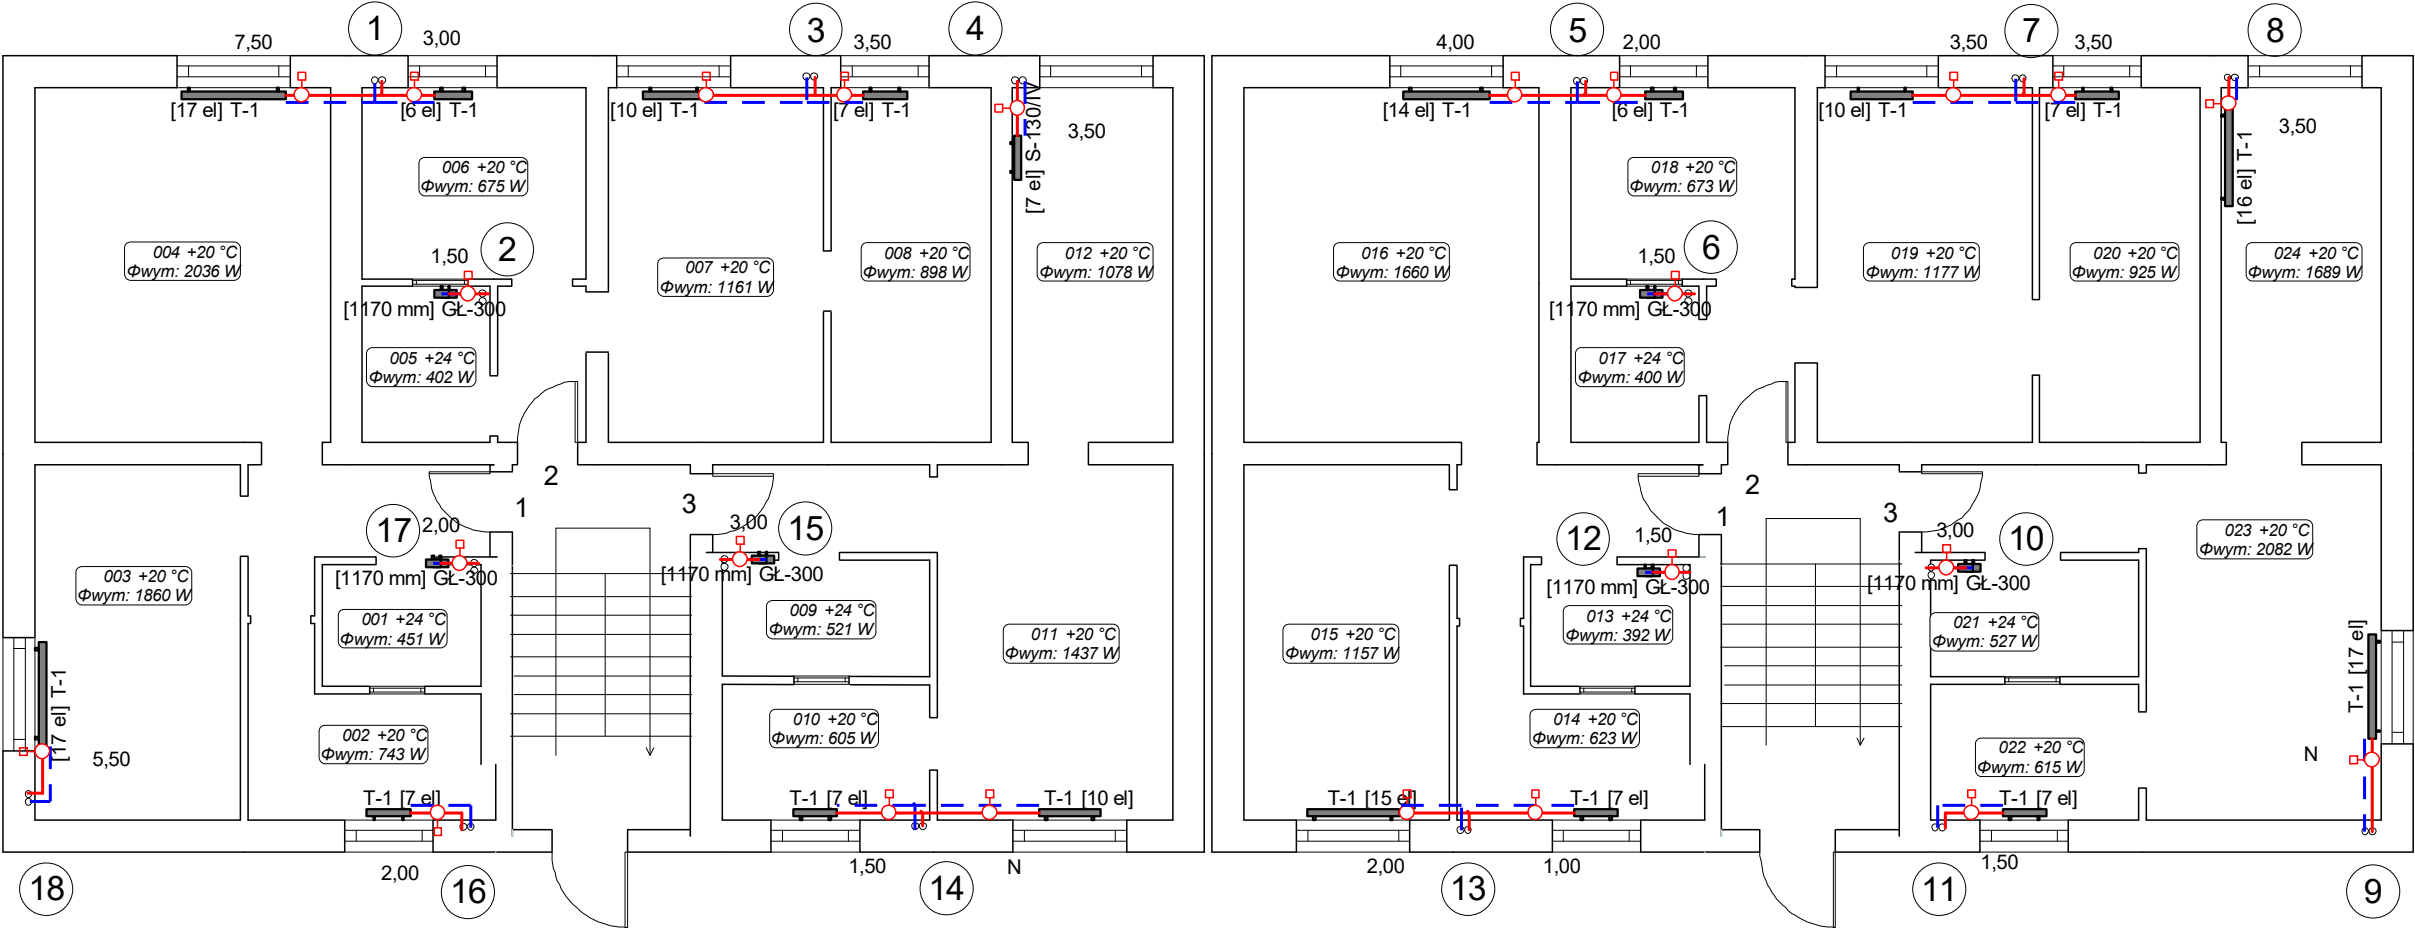 1
3
4
5
7
8
7,50
3,00
3,50
4,00
2,00
3,50
3,50
[17 el] T-1
[6 el] T-1
[10 el] T-1
[7 el] T-1
[7 el] S-130/IV
3,50
[14 el] T-1
[6 el] T-1
[10 el] T-1
[7 el] T-1
[16 el] T-1
3,50
006 +20 °C
Φwym: 675 W
018 +20 °C
Φwym: 673 W
004 +20 °C
Φwym: 2036 W
1,50
2
007 +20 °C
Φwym: 1161 W
008 +20 °C
Φwym: 898 W
012 +20 °C
Φwym: 1078 W
016 +20 °C
Φwym: 1660 W
1,50
6
019 +20 °C
Φwym: 1177 W
020 +20 °C
Φwym: 925 W
024 +20 °C
Φwym: 1689 W
[1170 mm] GŁ-300
[1170 mm] GŁ-300
005 +24 °C
Φwym: 402 W
017 +24 °C
Φwym: 400 W
2
1
3
2
1
3
17
2,00
3,00
15
12
1,50
3,00
10
023 +20 °C
Φwym: 2082 W
[1170 mm] GŁ-300
[1170 mm] GŁ-300
[1170 mm] GŁ-300
[1170 mm] GŁ-300
003 +20 °C
Φwym: 1860 W
001 +24 °C
Φwym: 451 W
009 +24 °C
Φwym: 521 W
011 +20 °C
Φwym: 1437 W
015 +20 °C
Φwym: 1157 W
013 +24 °C
Φwym: 392 W
021 +24 °C
Φwym: 527 W
T-1 [17 el]
[17 el] T-1
5,50
002 +20 °C
Φwym: 743 W
010 +20 °C
Φwym: 605 W
014 +20 °C
Φwym: 623 W
022 +20 °C
Φwym: 615 W
N
T-1 [7 el]
T-1 [7 el]
T-1 [10 el]
T-1 [15 el]
T-1 [7 el]
T-1 [7 el]
18
2,00
16
1,50
14
N
2,00
13
1,00
11
1,50
9